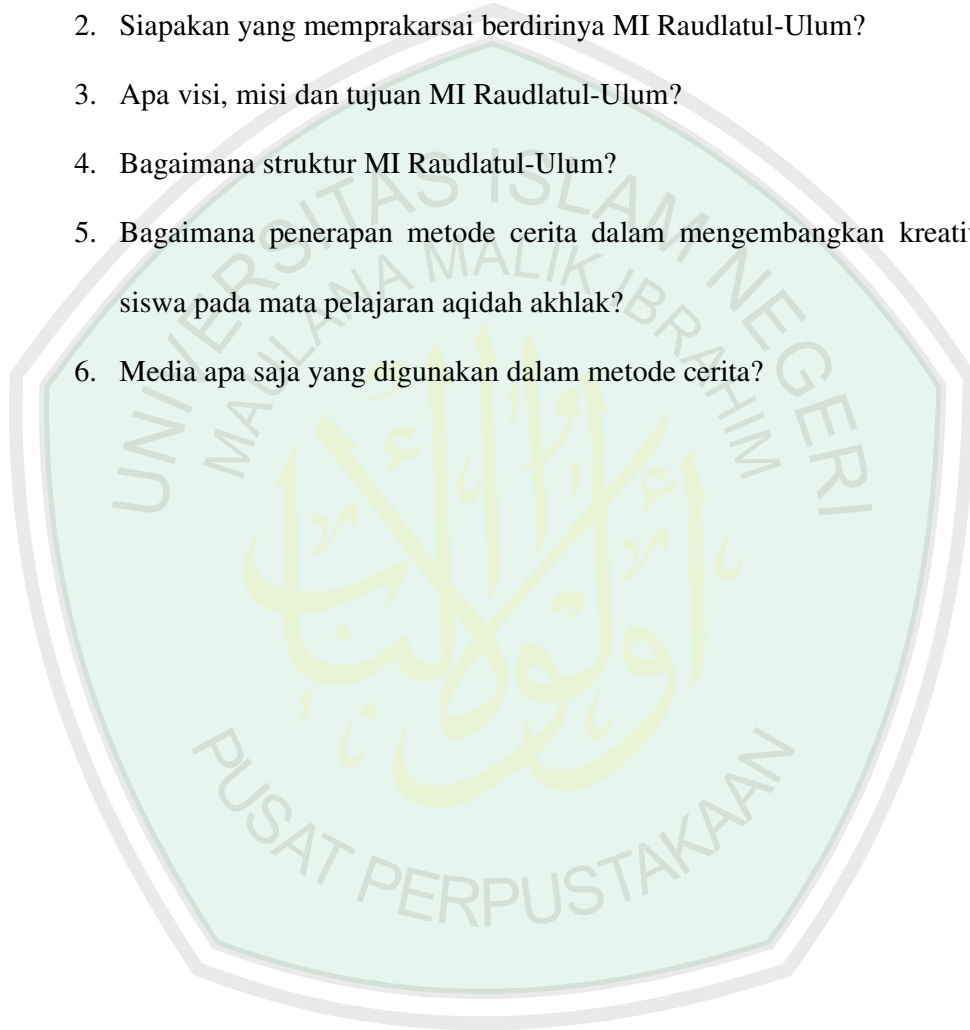 2. Siapakan yang memprakarsai berdirinya MI Raudlatul-Ulum?
3. Apa visi, misi dan tujuan MI Raudlatul-Ulum?
4. Bagaimana struktur MI Raudlatul-Ulum?
5. Bagaimana penerapan metode cerita dalam mengembangkan
siswa pada mata pelajaran aqidah akhlak?
6. Media apa saja yang digunakan dalam metode cerita?
UNIVERSITAS ISLAM NEGERI
MAULANA MALIK IBRAHIM
PUSAT PERPUSTAKAAN